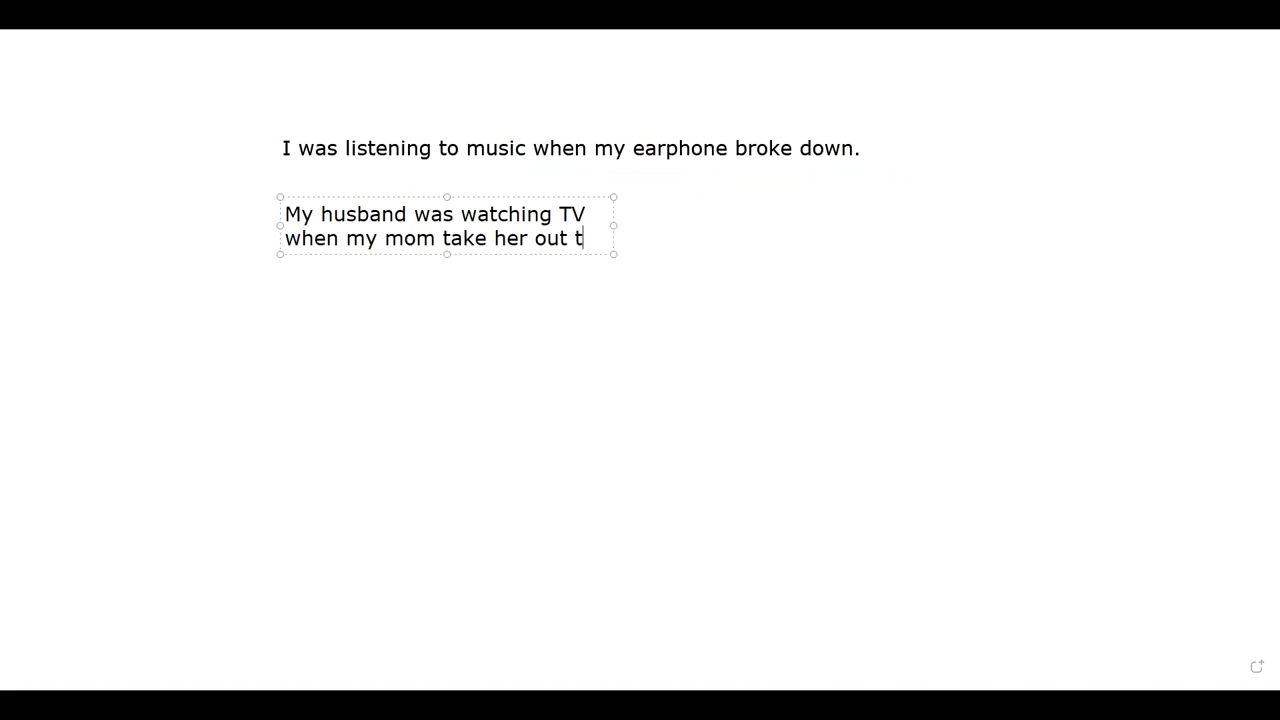 I was listening to music when my earphone broke down.
My husband was watching TV
when my mom take her out t